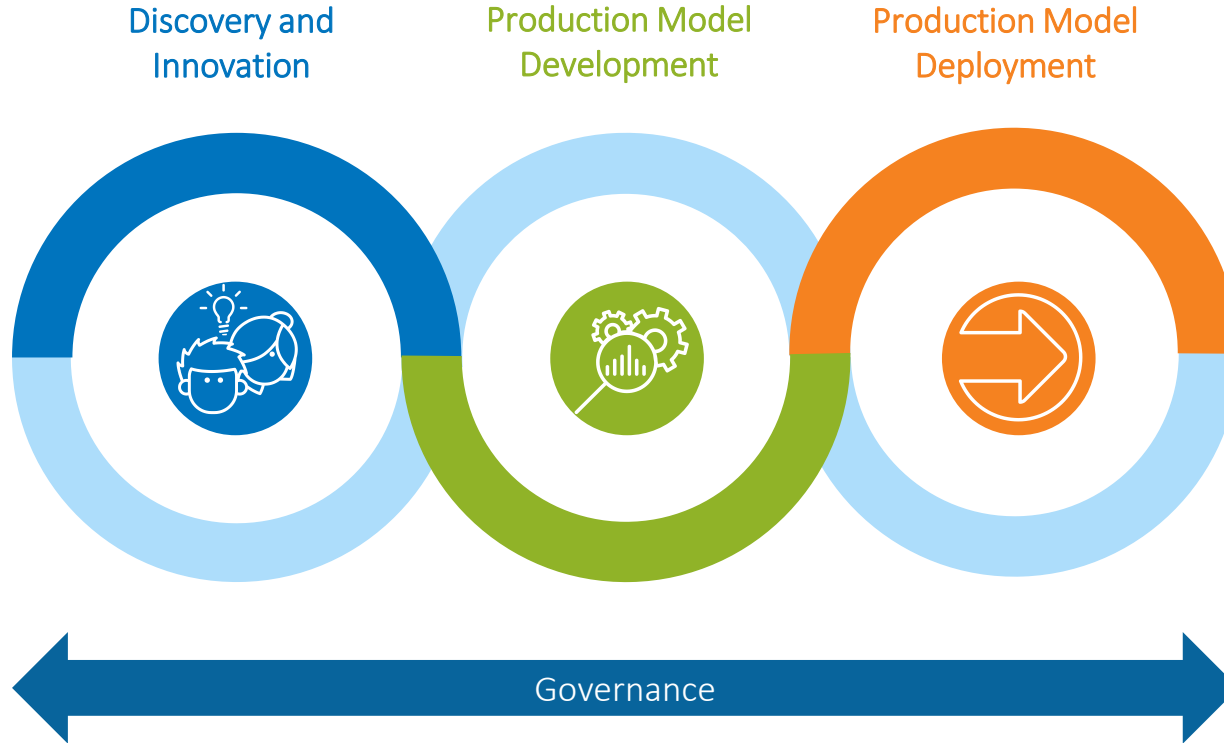 Discovery and
Innovation
Production Model
Development
Production Model
Deployment
Governance